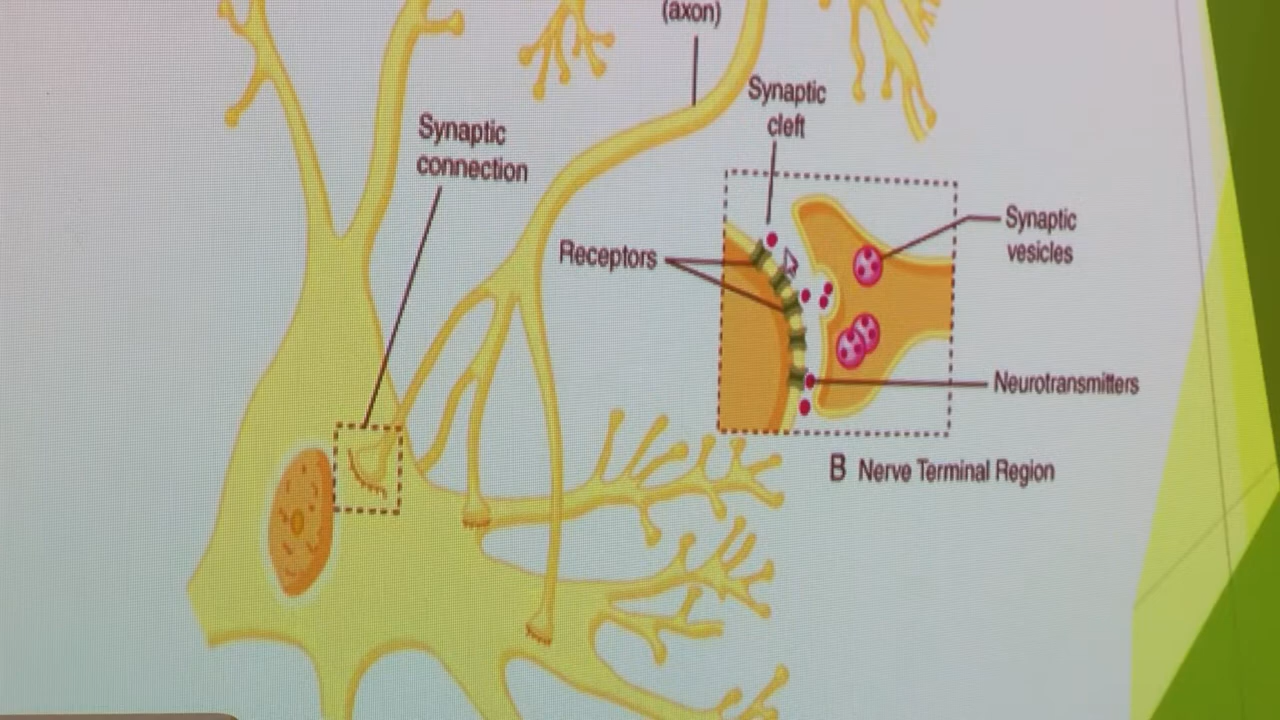 (axon)
Synaptic
cleft
Synaptic
connection
Synaptic
vesicles
Receptors
Neurotransmitters
B Nerve Terminal Region